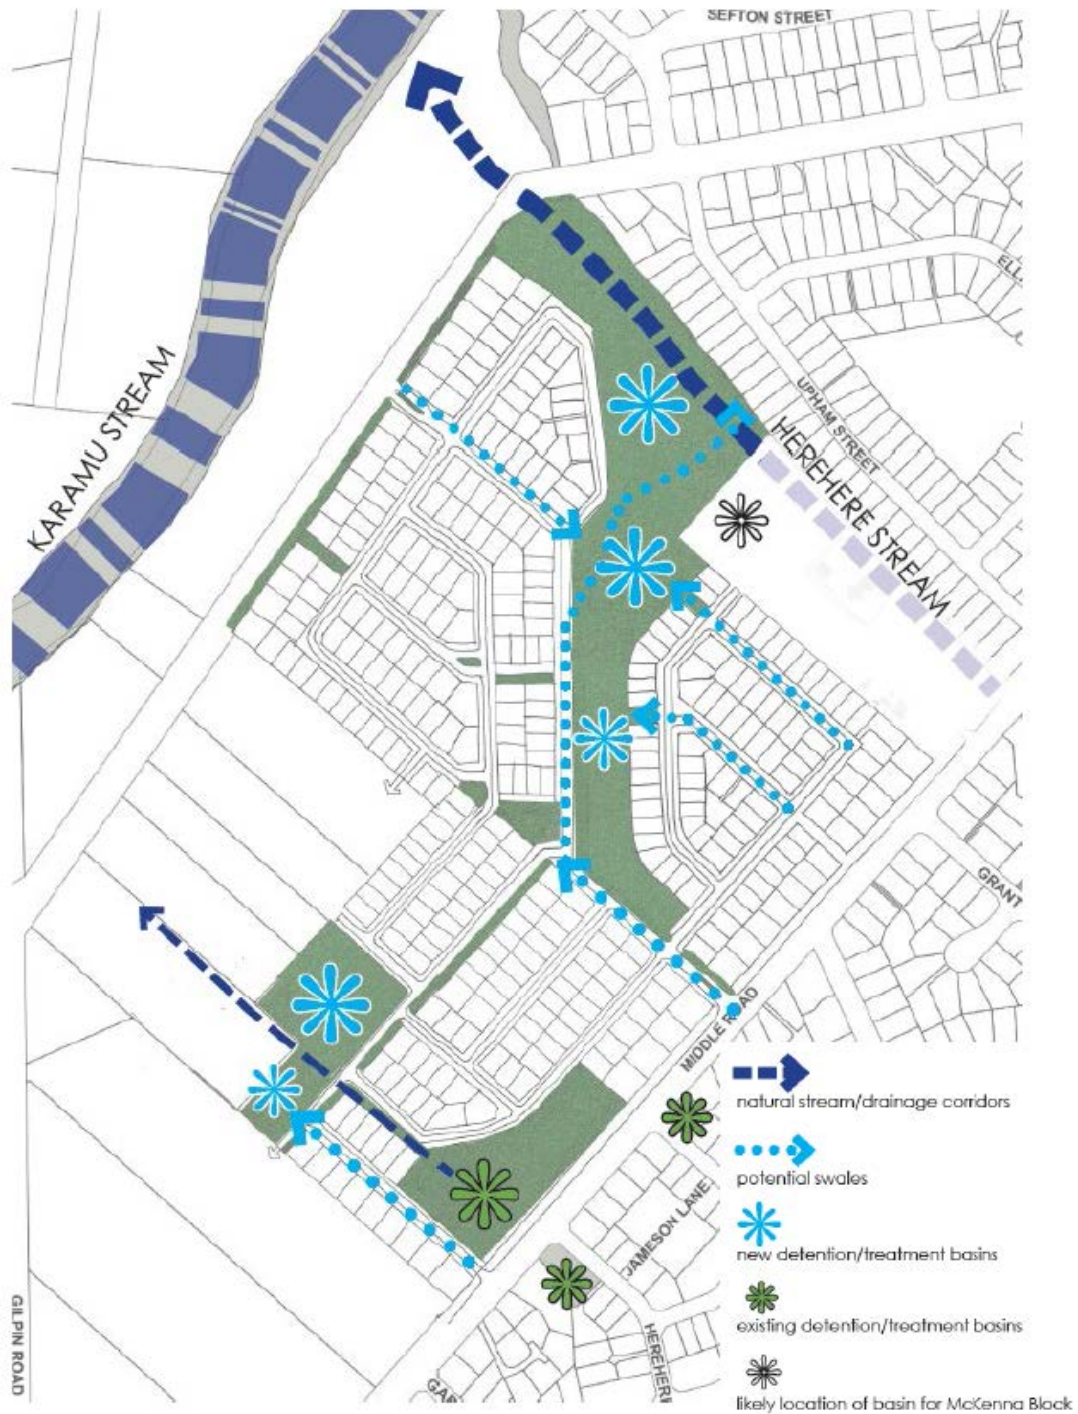 SEFTON STREET
KARAMU STREAM
UPHAM STREET
HEREHERE STREAM
GRANT
MIDDLE ROAD
JAMESON LANE
GILPIN ROAD
natural stream/drainage corridors
potential swales
new detention/treatment basins
existing detention/treatment basins
likely location of basin for McKenna Block